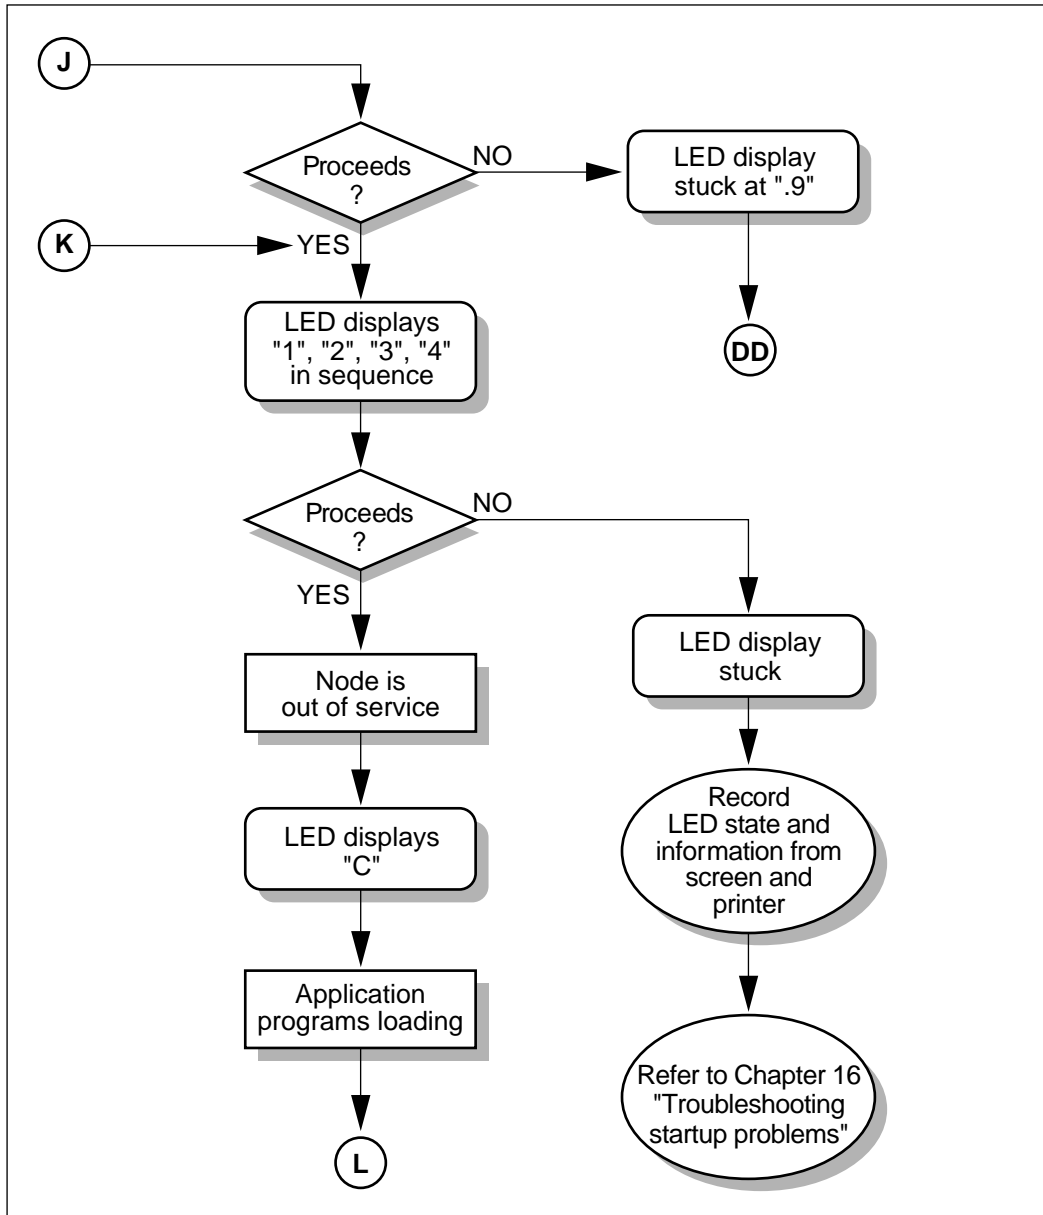 J
Proceeds
?
NO
LED display
stuck at ".9"
K
YES
LED displays
"1", "2", "3", "4"
in sequence
DD
Proceeds
?
NO
YES
LED display
stuck
Node is
out of service
Record
LED state and
information from
screen and
printer
LED displays
"C"
Application
programs loading
Refer to Chapter 16
"Troubleshooting
startup problems"
L